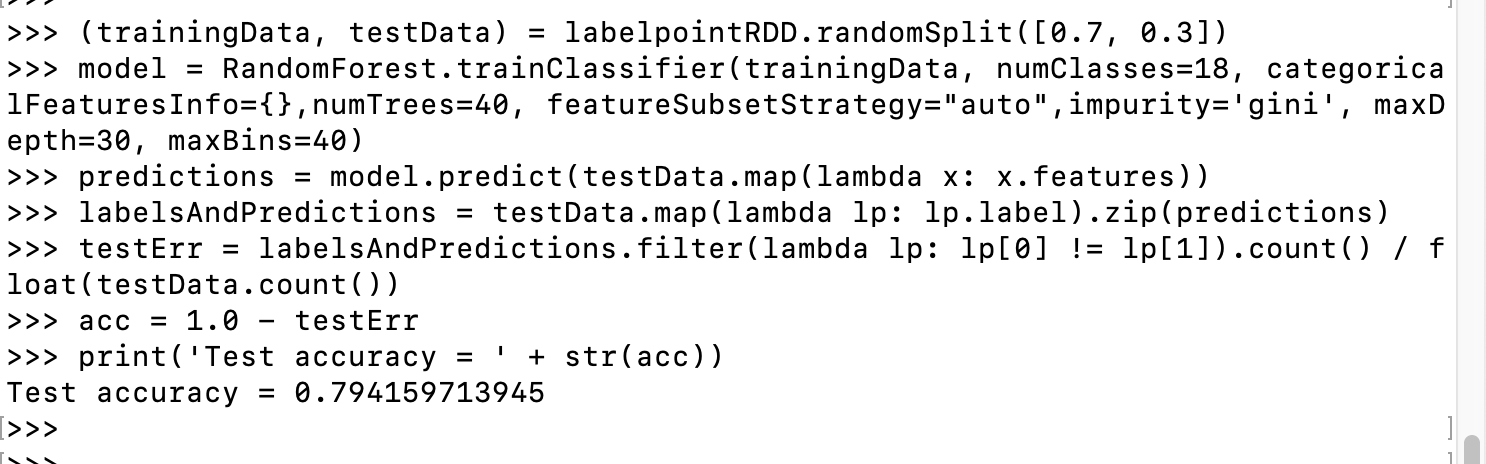 >>> (trainingData, testData) = labelpointRDD.randomSplit([0.7, 0.3])
>>> model = RandomForest.trainClassifier(trainingData, numClasses=18, categorica
lFeaturesInfo={},numTrees=40, featureSubsetStrategy="auto",impurity='gini', maxD
epth=30, maxBins=40)
>>> predictions = model.predict(testData.map(lambda x: x.features))
>>> labelsAndPredictions = testData.map(lambda lp: lp.label).zip(predictions)
>>> testErr = labelsAndPredictions.filter(lambda lp: lp[0] != lp[1]).count() / f
loat(testData.count())
>>> acc = 1.0 - testErr
>>> print('Test accuracy = ' + str(acc))
Test accuracy = 0.794159713945
[>>> ]
[>>> ]